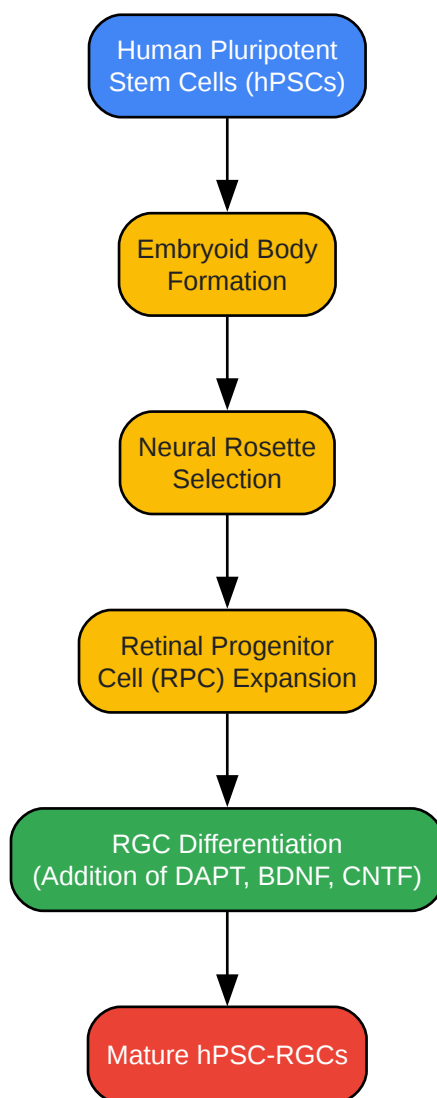 Human Pluripotent
Stem Cells (hPSCs)
Embryoid Body
Formation
Neural Rosette
Selection
Retinal Progenitor
Cell (RPC) Expansion
RGC Differentiation
(Addition of DAPT, BDNF, CNTF)
Mature hPSC-RGCs